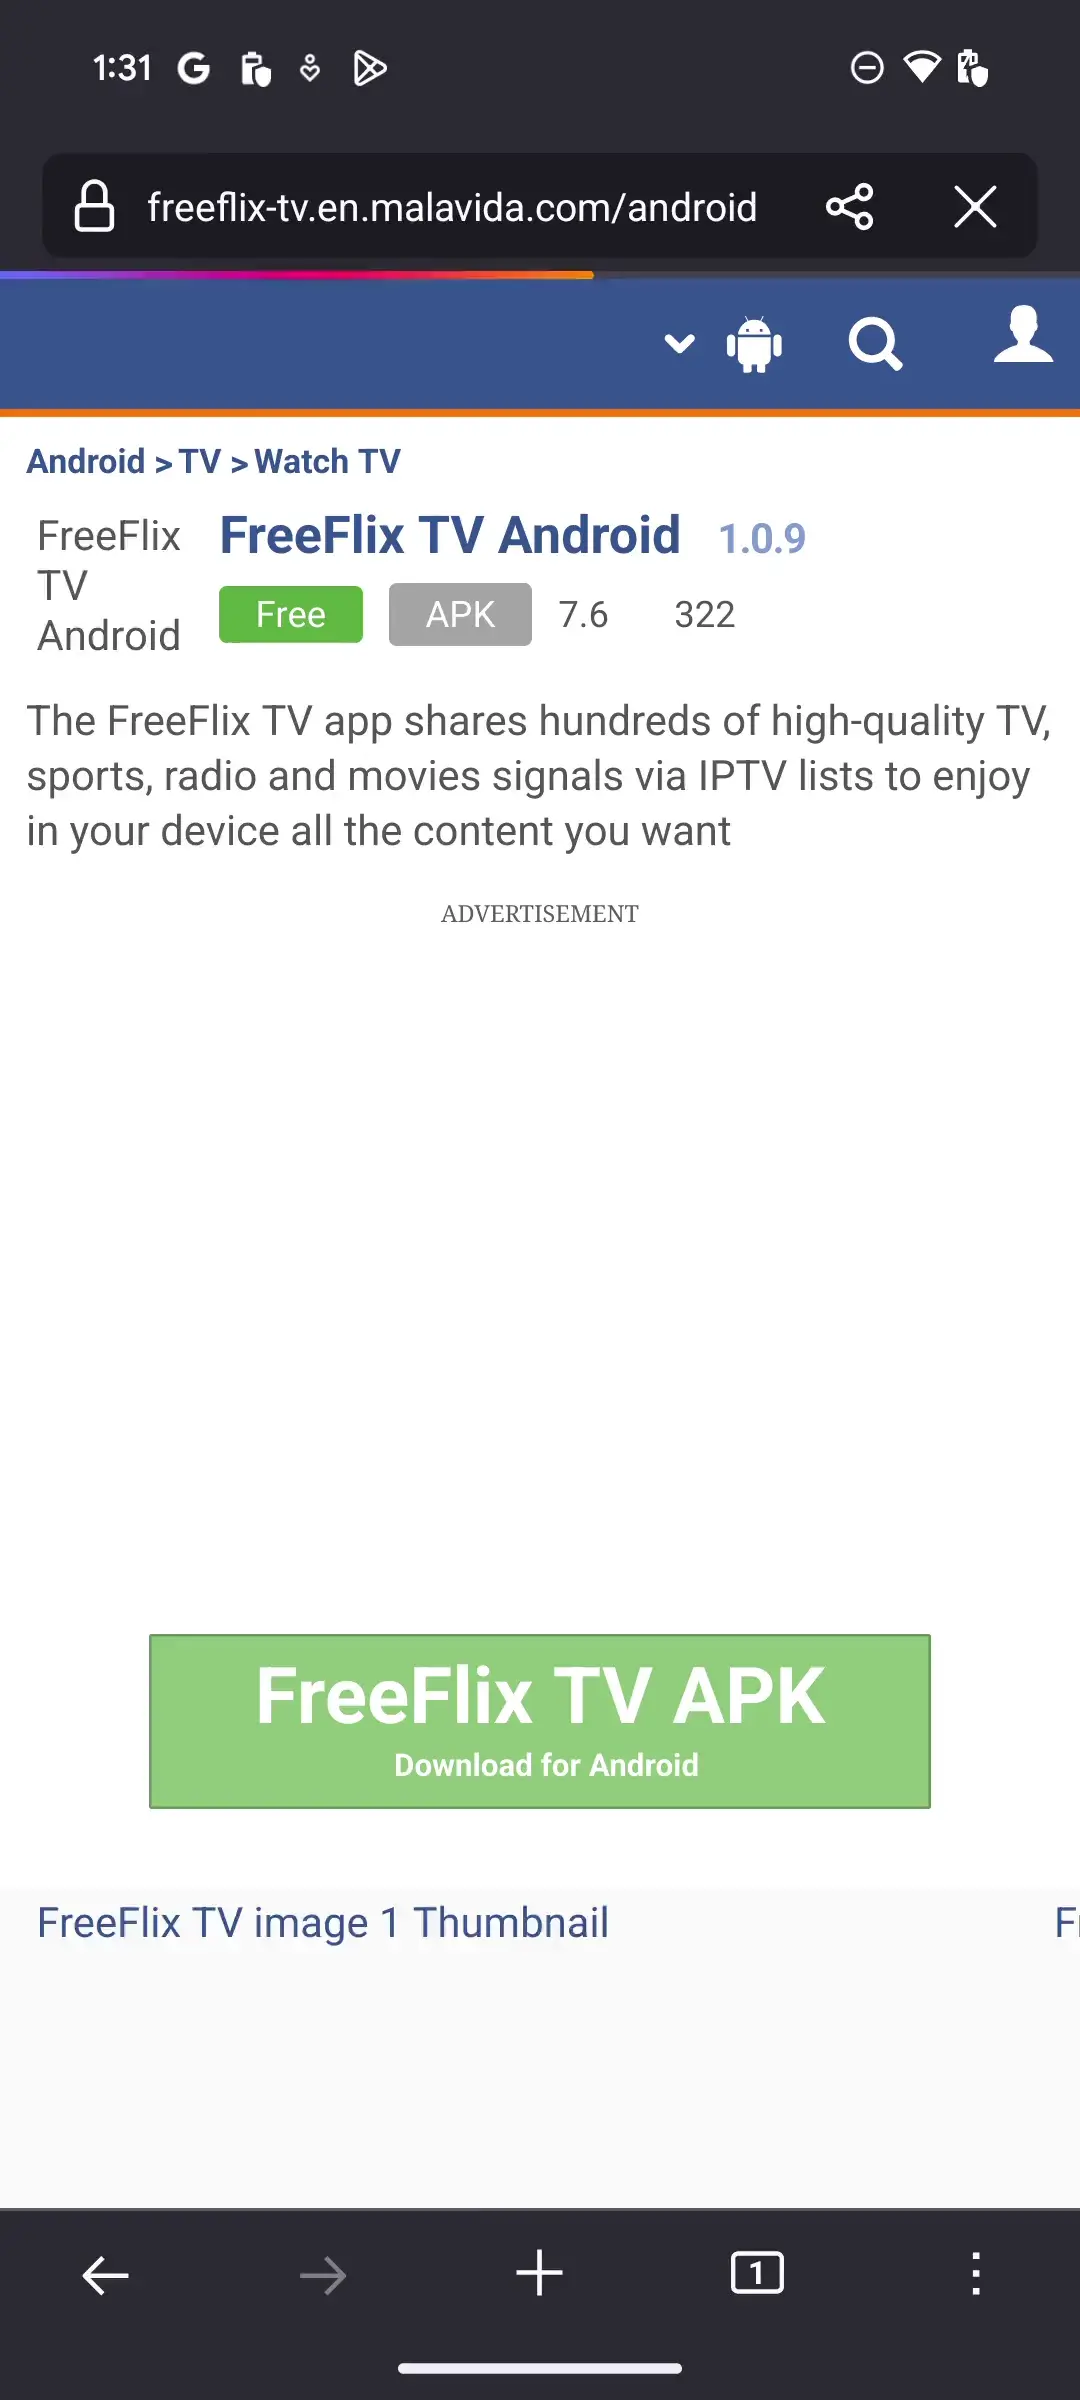 1:31
freeflix-tv.en.malavida.com/android
Android > TV > Watch TV
FreeFlix TV Android
FreeFlix TV Android 1.0.9
Free APK 7.6 322
The FreeFlix TV app shares hundreds of high-quality TV,
sports, radio and movies signals via IPTV lists to enjoy
in your device all the content you want
ADVERTISEMENT
FreeFlix TV APK
Download for Android
FreeFlix TV image 1 Thumbnail
1